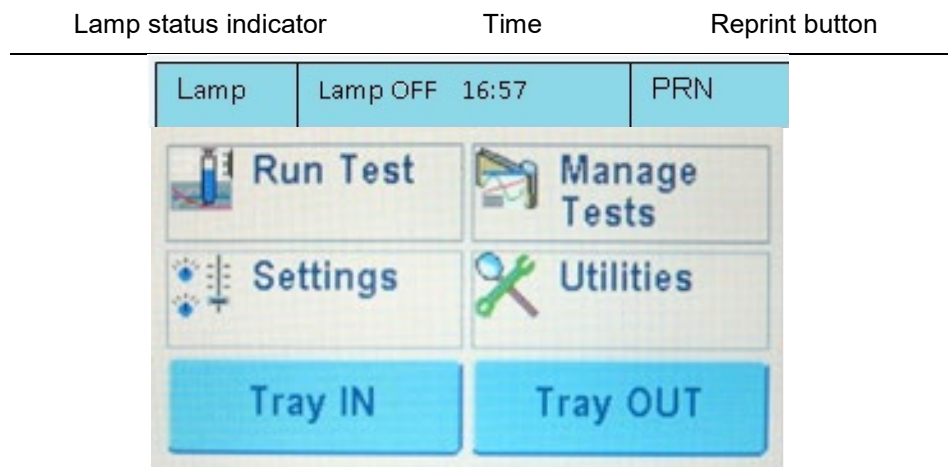 Lamp status indicator Time Reprint button
Lamp Lamp OFF 16:57 PRN
Run Test Manage
Tests
Settings Utilities
Tray IN Tray OUT